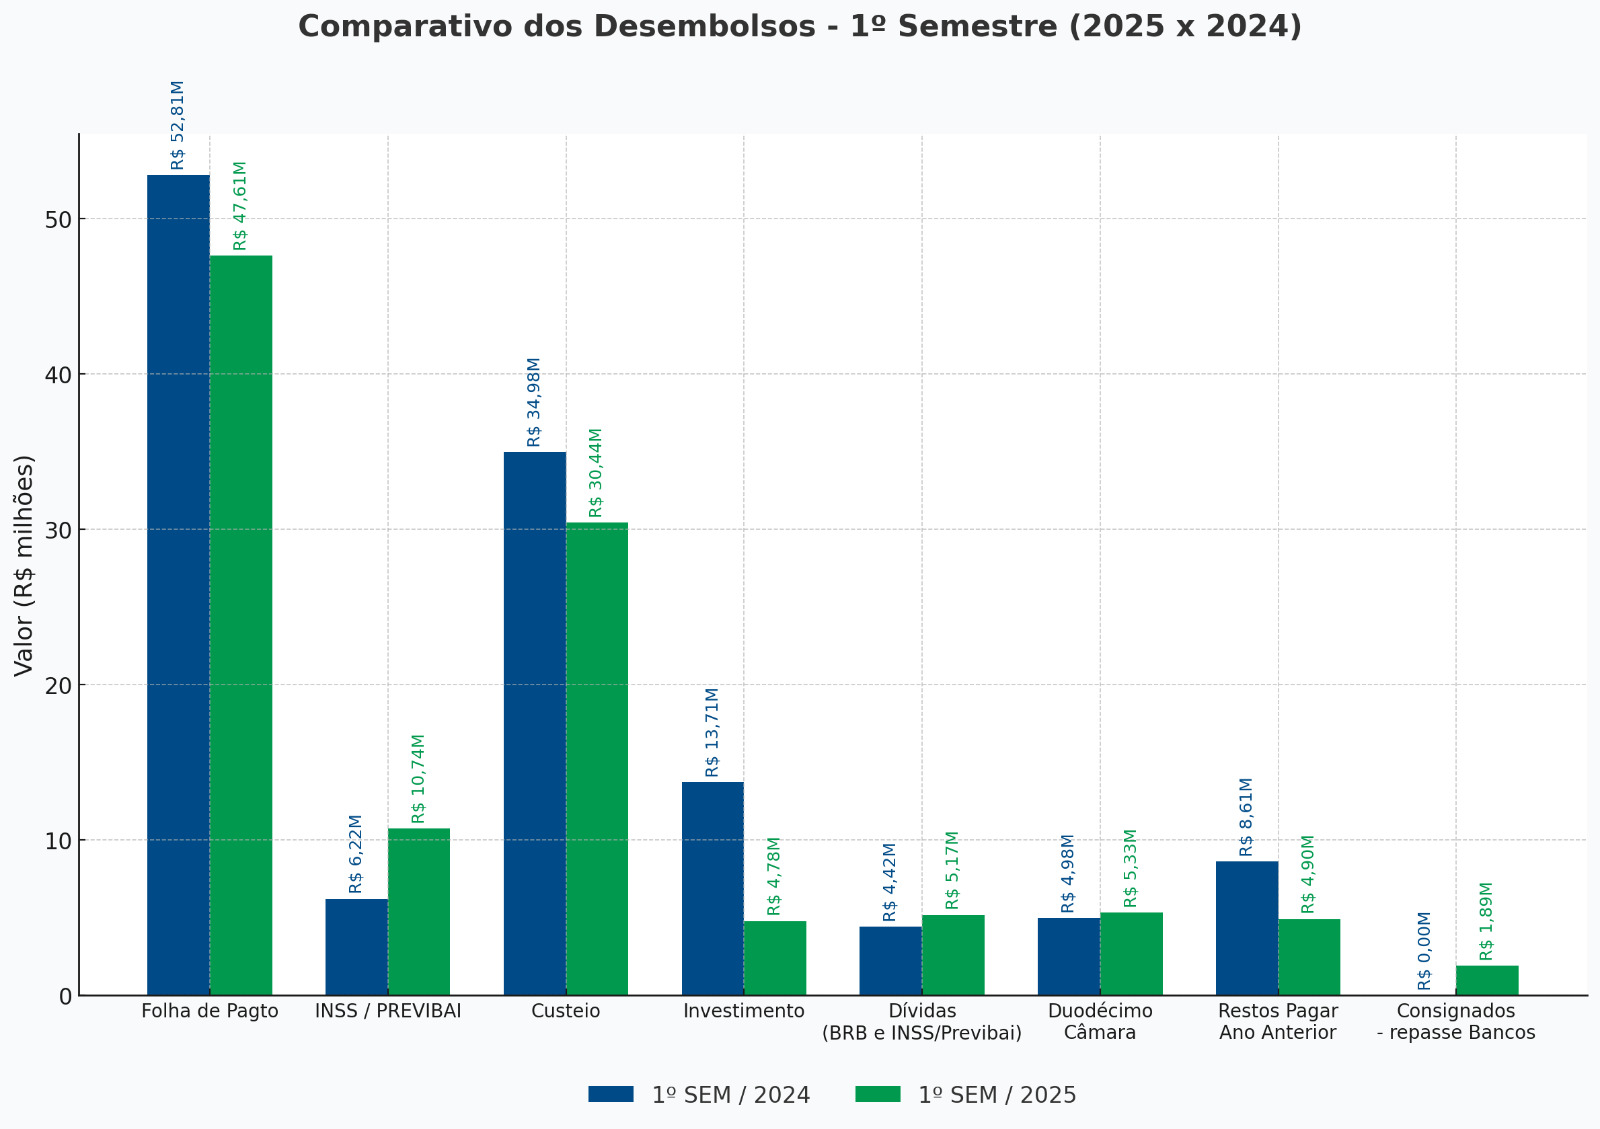 Comparativo dos Desembolsos - 1º Semestre (2025 x 2024)
Valor (R$ milhões)
50
40
30
20
10
0
R$ 52,81M
R$ 47,61M
R$ 6,22M
R$ 10,74M
R$ 34,98M
R$ 30,44M
R$ 13,71M
R$ 4,78M
R$ 4,42M
R$ 5,17M
R$ 4,98M
R$ 5,33M
R$ 8,61M
R$ 4,90M
R$ 0,00M
R$ 1,89M
Folha de Pagto
INSS / PREVIBAI
Custeio
Investimento
Dívidas
(BRB e INSS/Previbai)
Duodécimo
Câmara
Restos Pagar
Ano Anterior
Consignados
- repasse Bancos
1º SEM / 2024
1º SEM / 2025